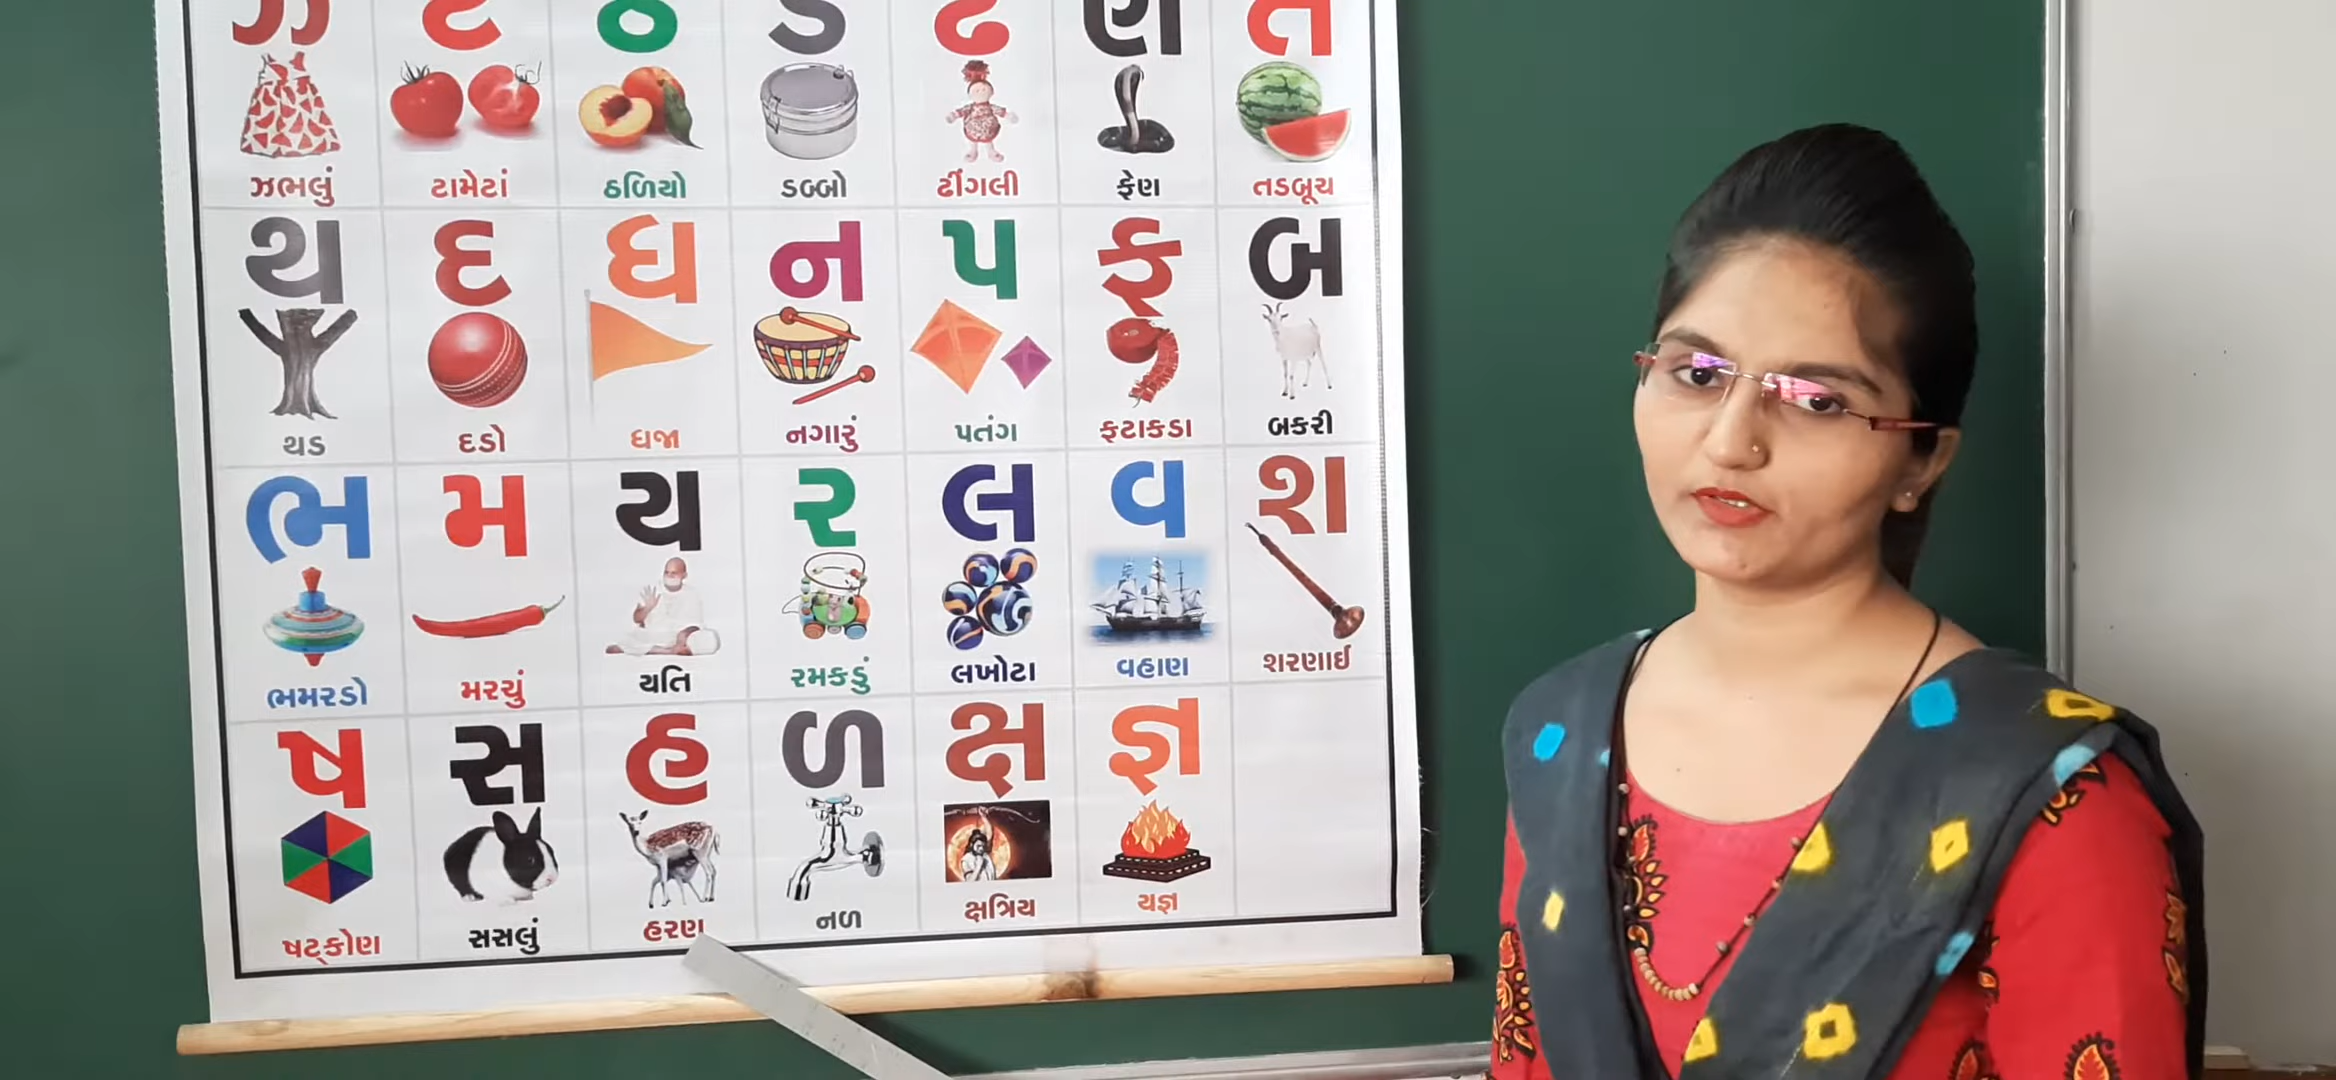 ઝ ટ ઠ ડ ઢ ણ ત
ઝભલું ટામેટાં ઠળિયો ડબ્બો ઢીંગલી ફેણ તડબૂચ
થ દ ધ ન પ ફ બ
થડ દડો ધજા નગારું પતંગ ફટાકડા બકરી
ભ મ ય ર લ વ શ
ભમરડો મરચું યતિ રમકડું લખોટા વહાણ શરણાઈ
ષ સ હ ળ ક્ષ જ્ઞ
ષટ્કોણ સસલું હરણ નળ ક્ષત્રિય યજ્ઞ